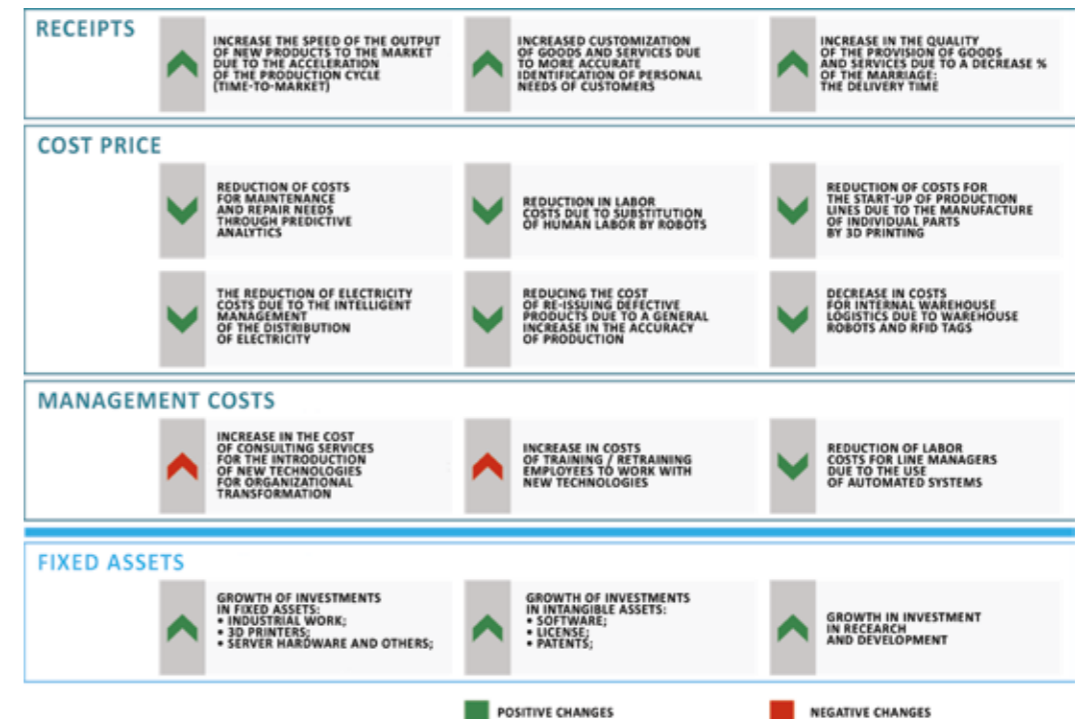 RECEIPTS
INCREASE THE SPEED OF THE OUTPUT
OF NEW PRODUCTS TO THE MARKET
DUE TO THE ACCELERATION
OF THE PRODUCTION CYCLE
(TIME-TO-MARKET)
INCREASED CUSTOMIZATION
OF GOODS AND SERVICES DUE
TO MORE ACCURATE
IDENTIFICATION OF PERSONAL
NEEDS OF CUSTOMERS
INCREASE IN THE QUALITY
OF THE PROVISION OF GOODS
AND SERVICES DUE TO A DECREASE %
OF THE MARRIAGE:
THE DELIVERY TIME
COST PRICE
REDUCTION OF COSTS
FOR MAINTENANCE
AND REPAIR NEEDS
THROUGH PREDICTIVE
ANALYTICS
REDUCTION IN LABOR
COSTS DUE TO SUBSTITUTION
OF HUMAN LABOR BY ROBOTS
REDUCTION OF COSTS FOR
THE START-UP OF PRODUCTION
LINES DUE TO THE MANUFACTURE
OF INDIVIDUAL PARTS
BY 3D PRINTING
THE REDUCTION OF ELECTRICITY
COSTS DUE TO THE INTELLIGENT
MANAGEMENT
OF THE DISTRIBUTION
OF ELECTRICITY
REDUCING THE COST
OF RE-ISSUING DEFECTIVE
PRODUCTS DUE TO A GENERAL
INCREASE IN THE ACCURACY
OF PRODUCTION
DECREASE IN COSTS
FOR INTERNAL WAREHOUSE
LOGISTICS DUE TO WAREHOUSE
ROBOTS AND RFID TAGS
MANAGEMENT COSTS
INCREASE IN THE COST
OF CONSULTING SERVICES
FOR THE INTRODUCTION
OF NEW TECHNOLOGIES
FOR ORGANIZATIONAL
TRANSFORMATION
INCREASE IN COSTS
OF TRAINING / RETRAINING
EMPLOYEES TO WORK WITH
NEW TECHNOLOGIES
REDUCTION OF LABOR
COSTS FOR LINE MANAGERS
DUE TO THE USE
OF AUTOMATED SYSTEMS
FIXED ASSETS
GROWTH OF INVESTMENTS
IN FIXED ASSETS:
• INDUSTRIAL WORK;
• 3D PRINTERS;
• SERVER HARDWARE AND OTHERS;
GROWTH OF INVESTMENTS
IN INTANGIBLE ASSETS:
• SOFTWARE;
• LICENSE;
• PATENTS;
GROWTH IN INVESTMENT
IN RECEARCH
AND DEVELOPMENT
POSITIVE CHANGES
NEGATIVE CHANGES